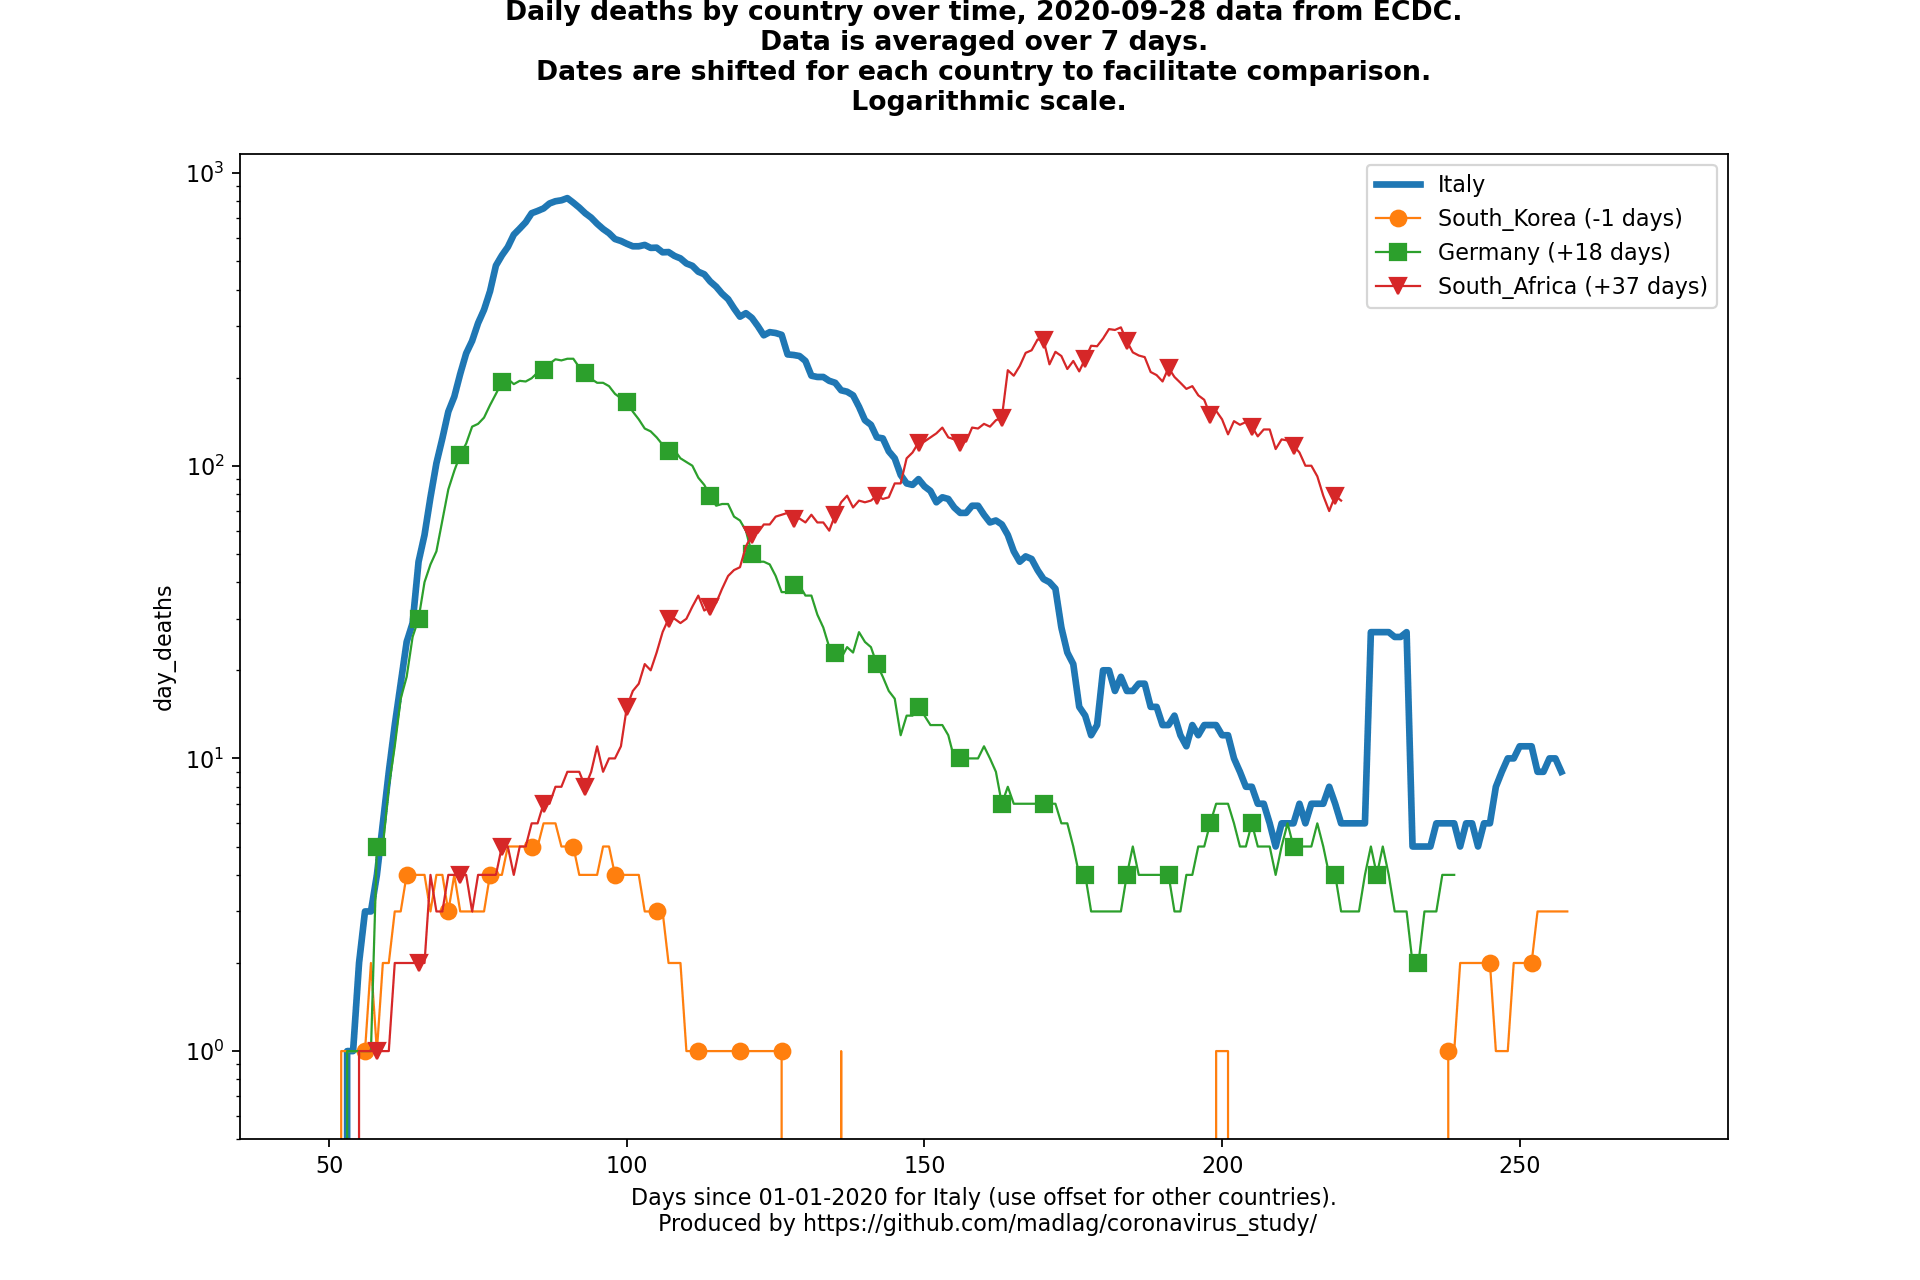 Daily deaths by country over time, 2020-09-28 data from ECDC.
Data is averaged over 7 days.
Dates are shifted for each country to facilitate comparison.
Logarithmic scale.
10³
10²
10¹
10⁰
day_deaths
Italy
South_Korea (-1 days)
Germany (+18 days)
South_Africa (+37 days)
50 100 150 200 250
Days since 01-01-2020 for Italy (use offset for other countries).
Produced by https://github.com/madlag/coronavirus_study/